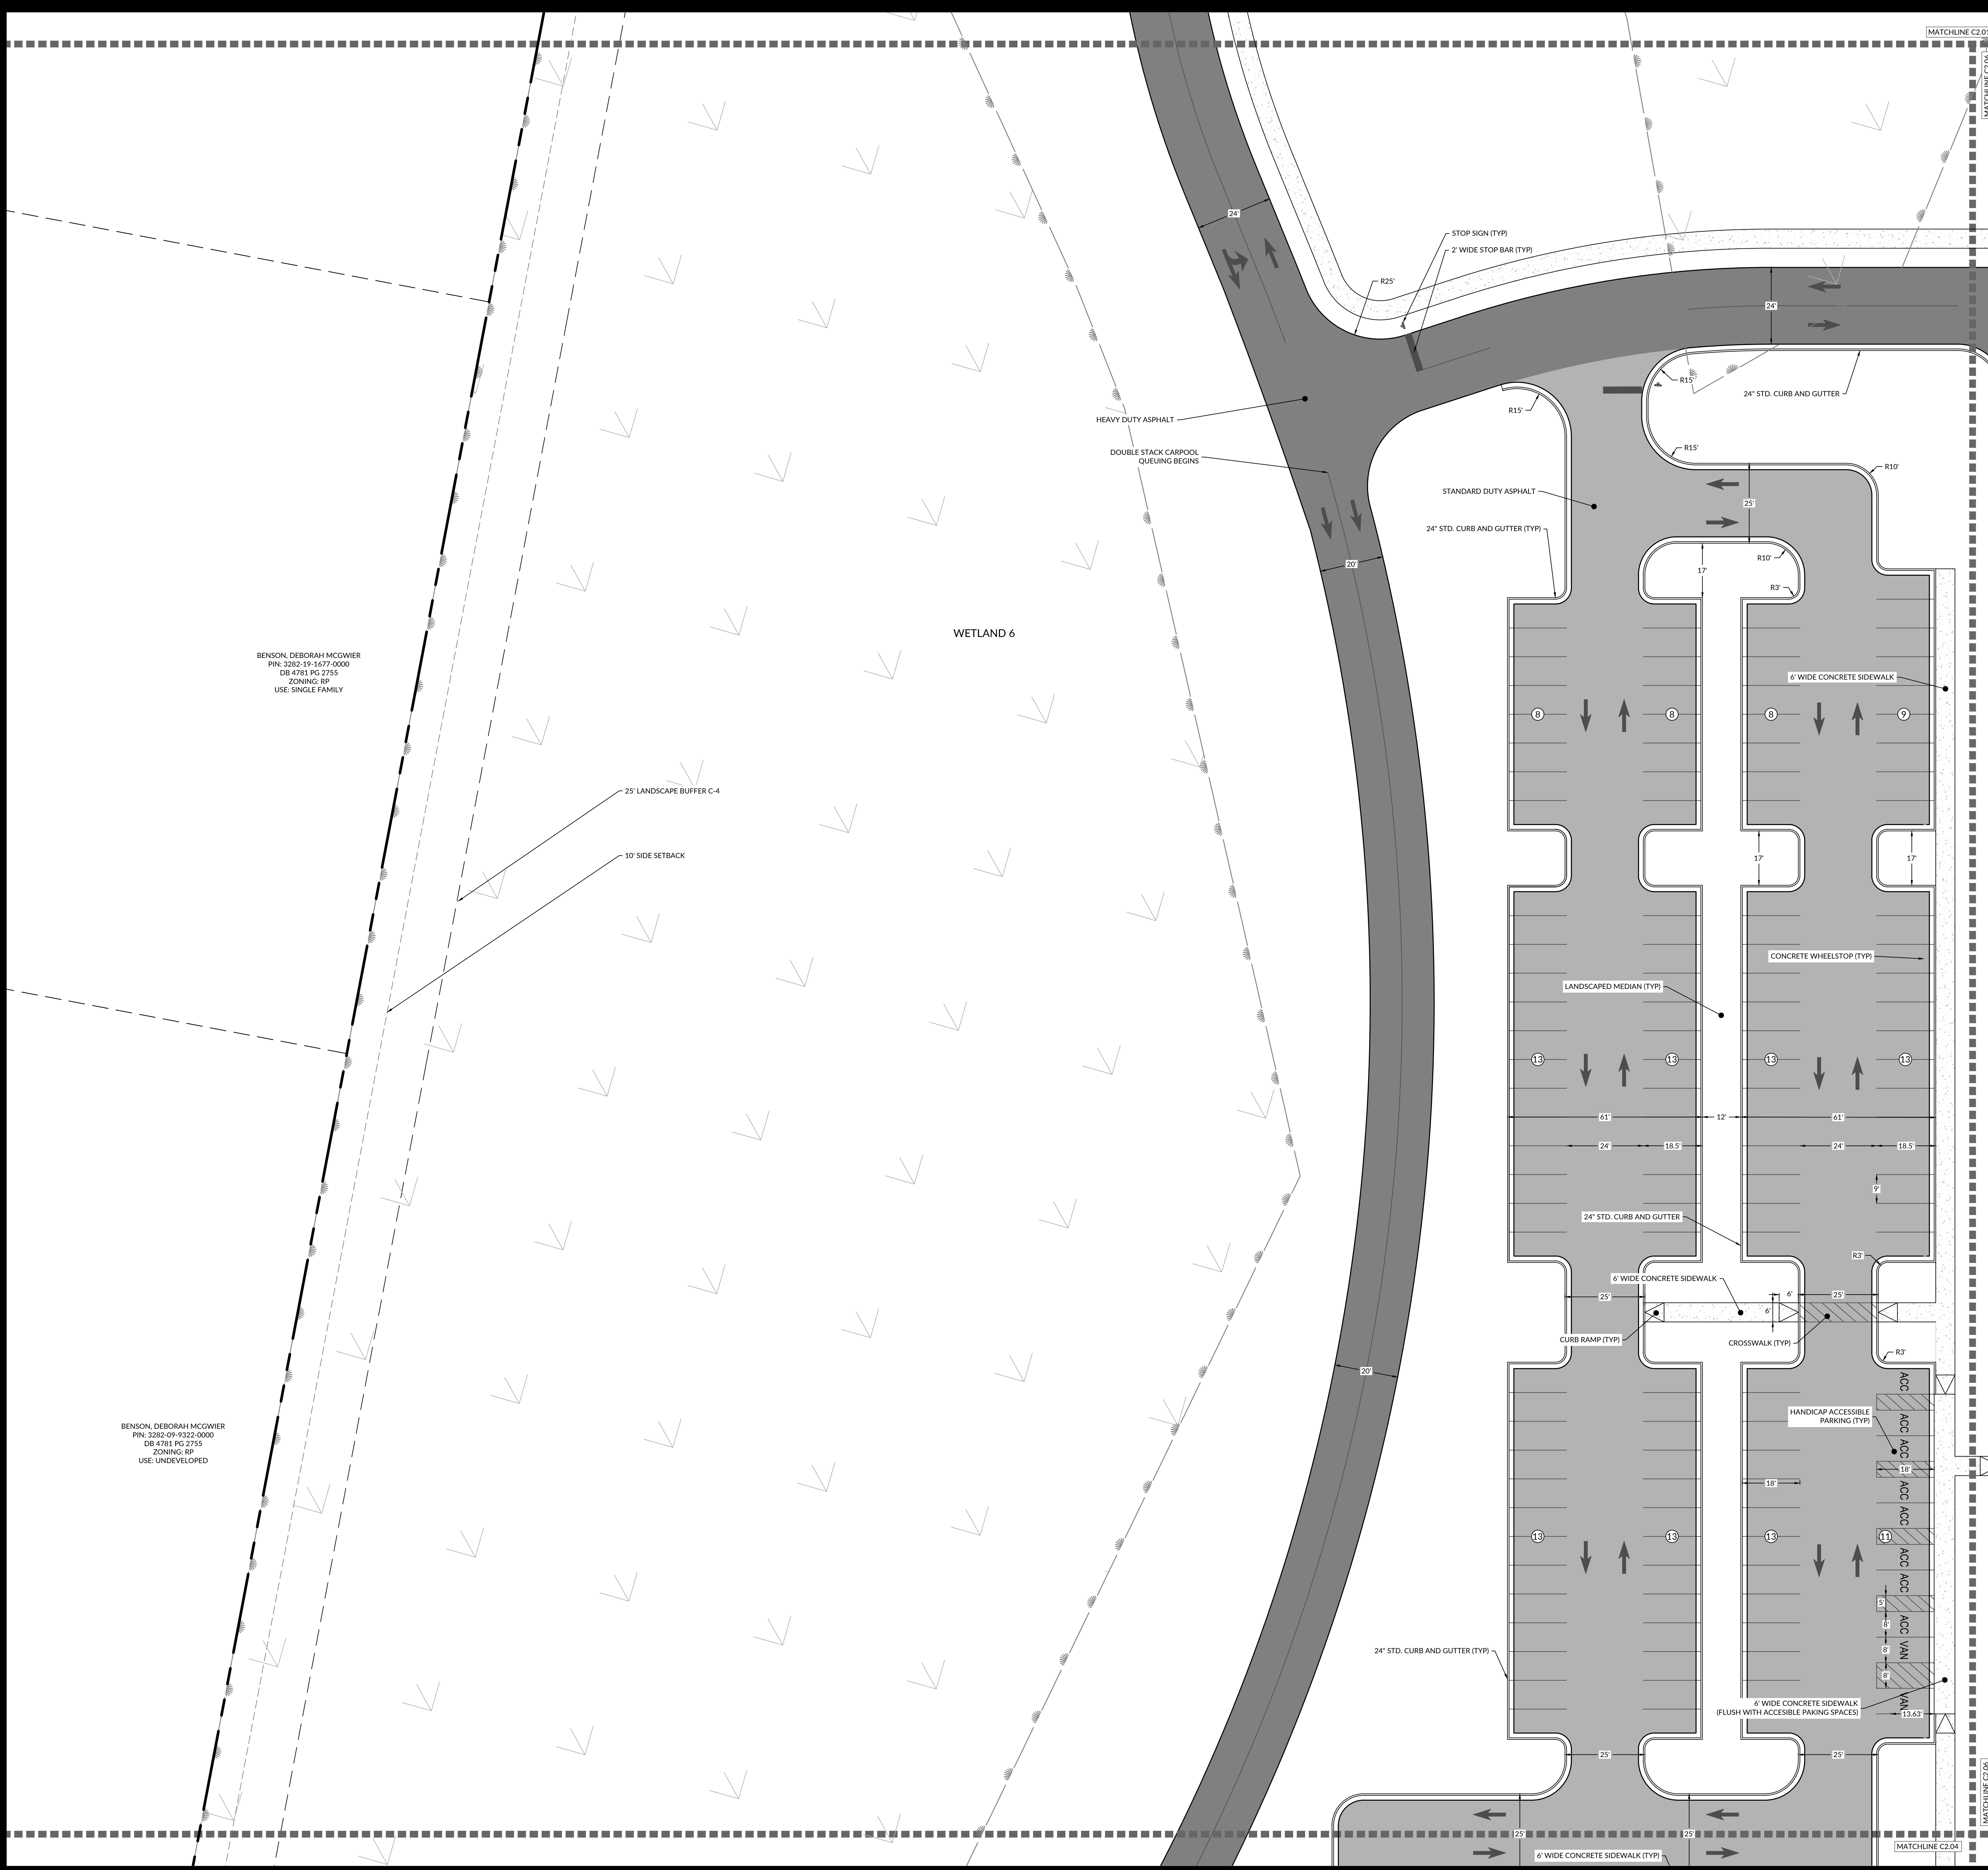 MATCHLINE C2.01
24'
STOP SIGN (TYP)
2' WIDE STOP BAR (TYP)
R25'
24'
R15'
24" STD. CURB AND GUTTER
R15'
HEAVY DUTY ASPHALT
DOUBLE STACK CARPOOL
QUEUING BEGINS
R15'
R10'
STANDARD DUTY ASPHALT
25'
24" STD. CURB AND GUTTER (TYP)
R10'
20'
17'
R3'
WETLAND 6
BENSON, DEBORAH MCGWIER
PIN: 3282-19-1677-0000
DB 4781 PG 2755
ZONING: RP
USE: SINGLE FAMILY
6' WIDE CONCRETE SIDEWALK
8
8
8
9
25' LANDSCAPE BUFFER C-4
10' SIDE SETBACK
17'
17'
CONCRETE WHEELSTOP (TYP)
LANDSCAPED MEDIAN (TYP)
13
13
13
13
61'
12'
61'
24'
18.5'
24'
18.5'
9'
24" STD. CURB AND GUTTER
R3'
6' WIDE CONCRETE SIDEWALK
25'
6'
25'
6'
CURB RAMP (TYP)
CROSSWALK (TYP)
R3'
20'
ACC
HANDICAP ACCESSIBLE
PARKING (TYP)
ACC
ACC
18'
18'
ACC
ACC
BENSON, DEBORAH MCGWIER
PIN: 3282-09-9322-0000
DB 4781 PG 2755
ZONING: RP
USE: UNDEVELOPED
13
13
13
11
ACC
ACC
5'
8'
ACC
8'
VAN
8'
24" STD. CURB AND GUTTER (TYP)
VAN
6' WIDE CONCRETE SIDEWALK
(FLUSH WITH ACCESIBLE PAKING SPACES)
13.63'
25'
25'
25'
25'
MATCHLINE C2.06
MATCHLINE C2.04
6' WIDE CONCRETE SIDEWALK (TYP)